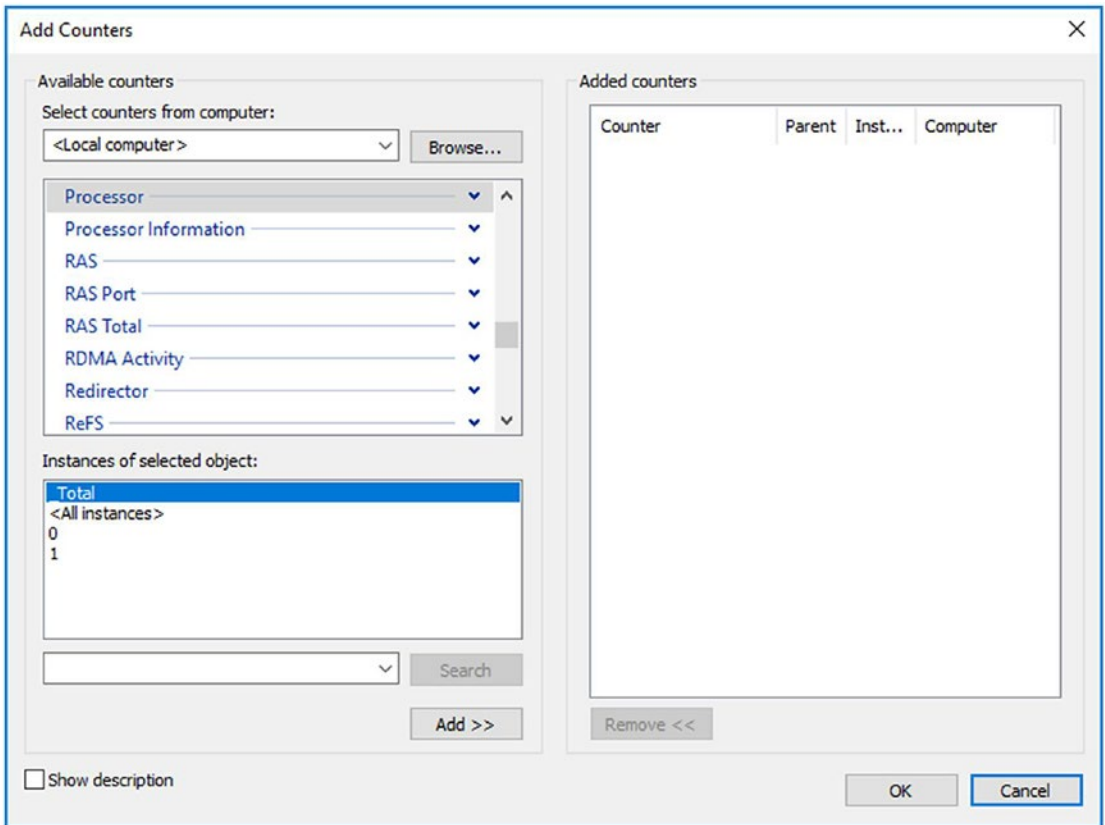 Add Counters
Available counters
Select counters from computer:
<Local computer>
Browse...
Processor
Processor Information
RAS
RAS Port
RAS Total
RDMA Activity
Redirector
ReFS
Instances of selected object:
_Total
<All instances>
0
1
Search
Add >>
Show description
Added counters
Counter Parent Inst... Computer
Remove <<
OK Cancel